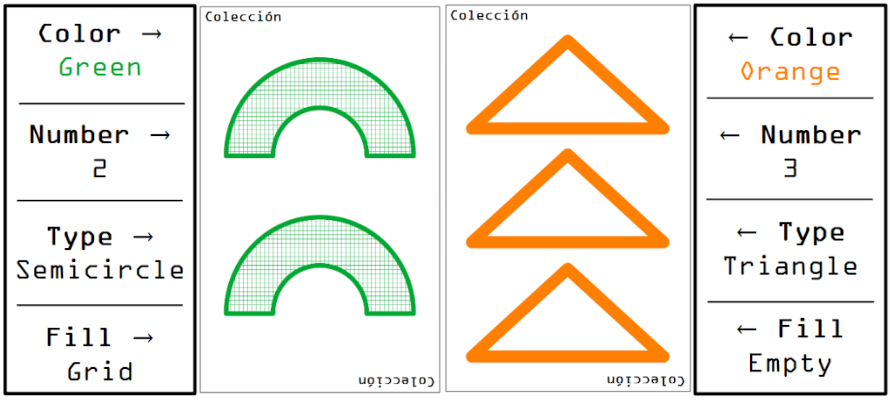 Color →
Green
Number →
2
Type →
Semicircle
Fill →
Grid
Colección
Colección
Colección
Colección
← Color
Orange
← Number
3
← Type
Triangle
← Fill
Empty